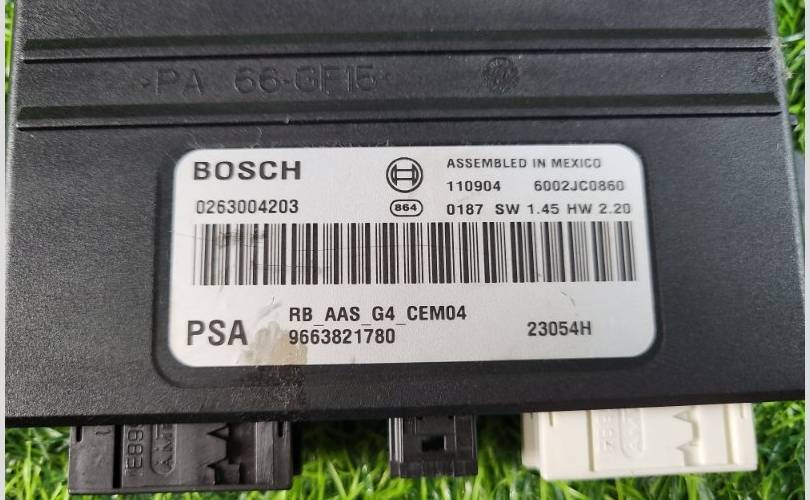 >PA 66-GF15<
BOSCH
ASSEMBLED IN MEXICO
110904 6002JC0860
0263004203
864
0187 SW 1.45 HW 2.20
RB_AAS_G4_CEM04
PSA
9663821780
23054H